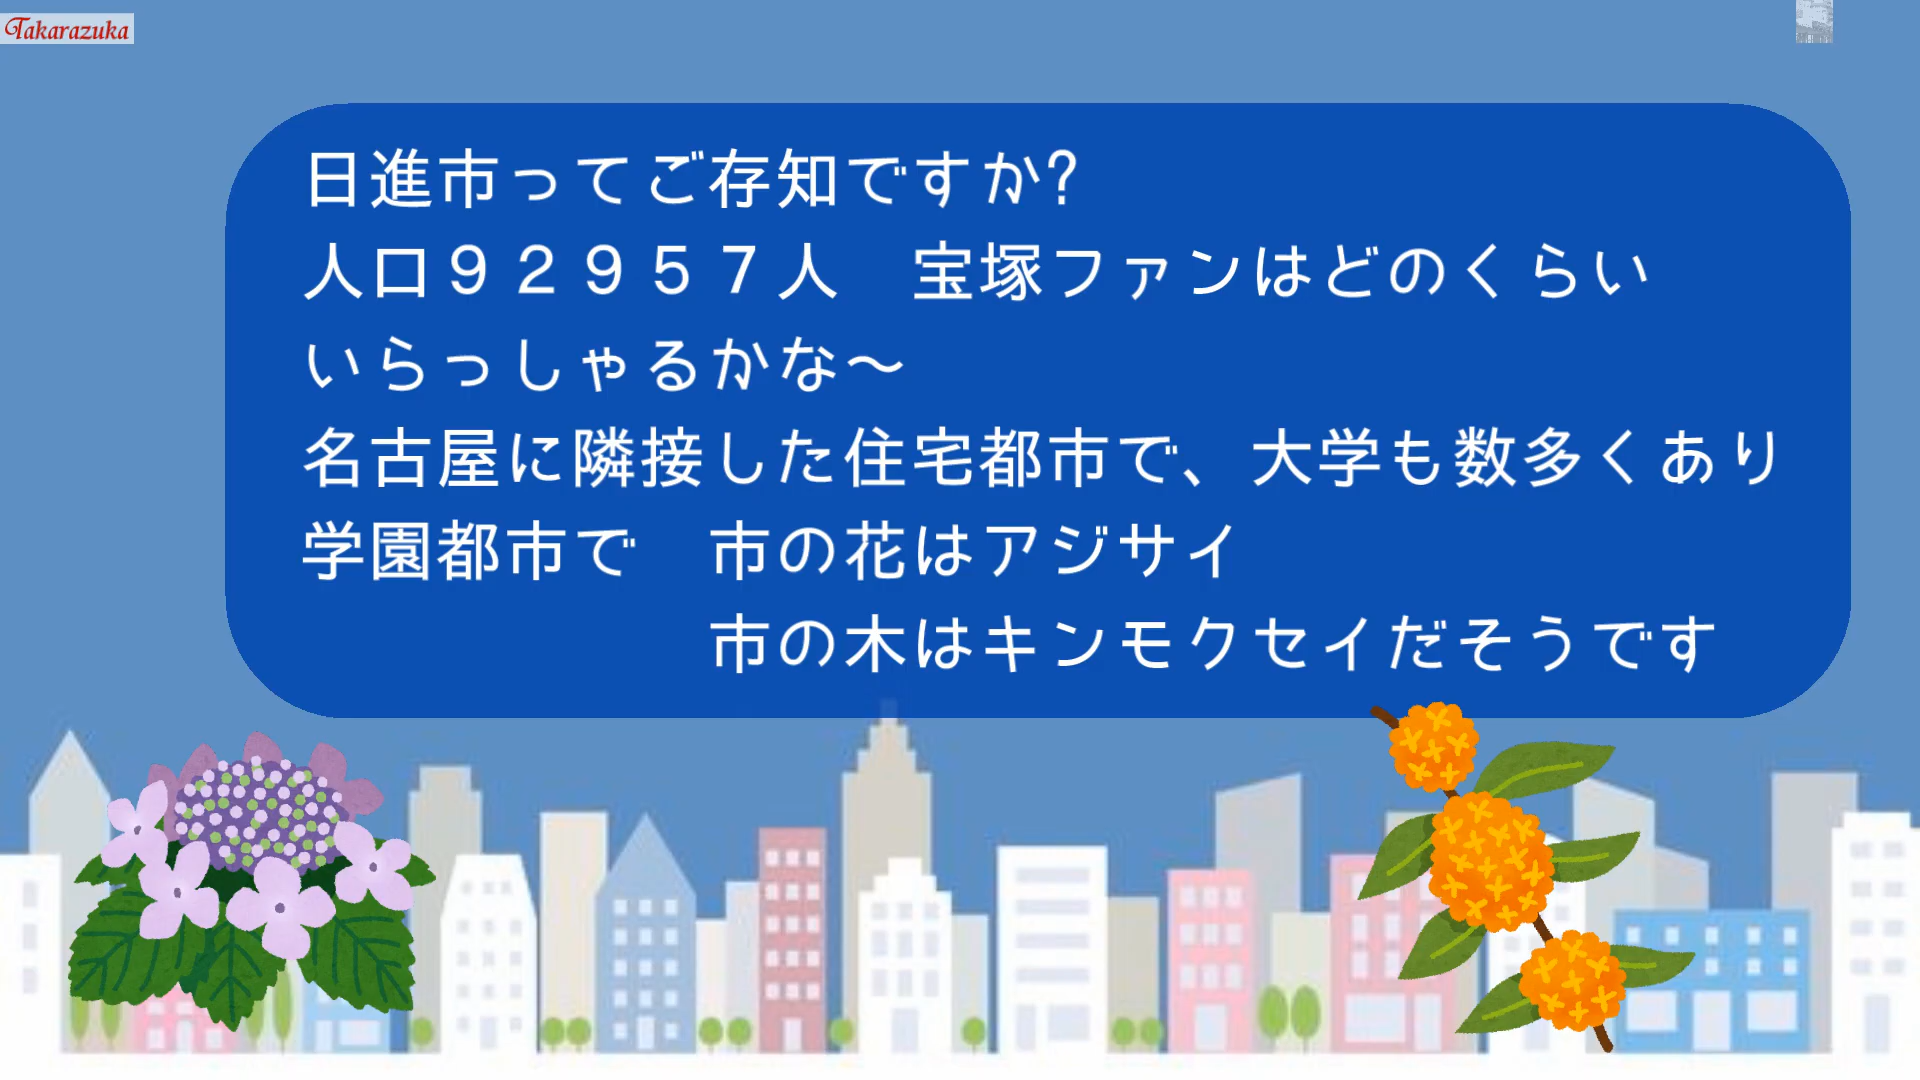 Takarazuka
日進市ってご存知ですか?
人口９２９５７人　宝塚ファンはどのくらい
いらっしゃるかな〜
名古屋に隣接した住宅都市で、大学も数多くあり
学園都市で　市の花はアジサイ
市の木はキンモクセイだそうです